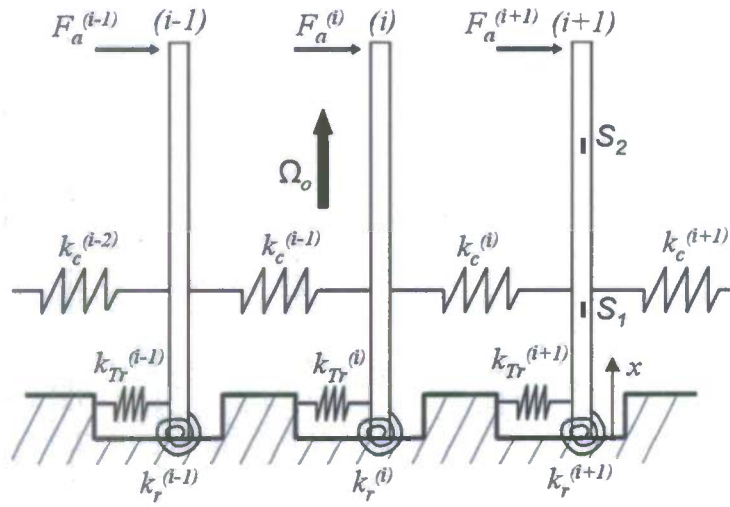 F_a^(i-1) (i-1) F_a^(i) (i) F_a^(i+1) (i+1)
S_2
Ω_o
k_c^(i-2) k_c^(i-1) k_c^(i) k_c^(i+1)
S_1
k_Tr^(i-1) k_Tr^(i) k_Tr^(i+1) x
k_r^(i-1) k_r^(i) k_r^(i+1)